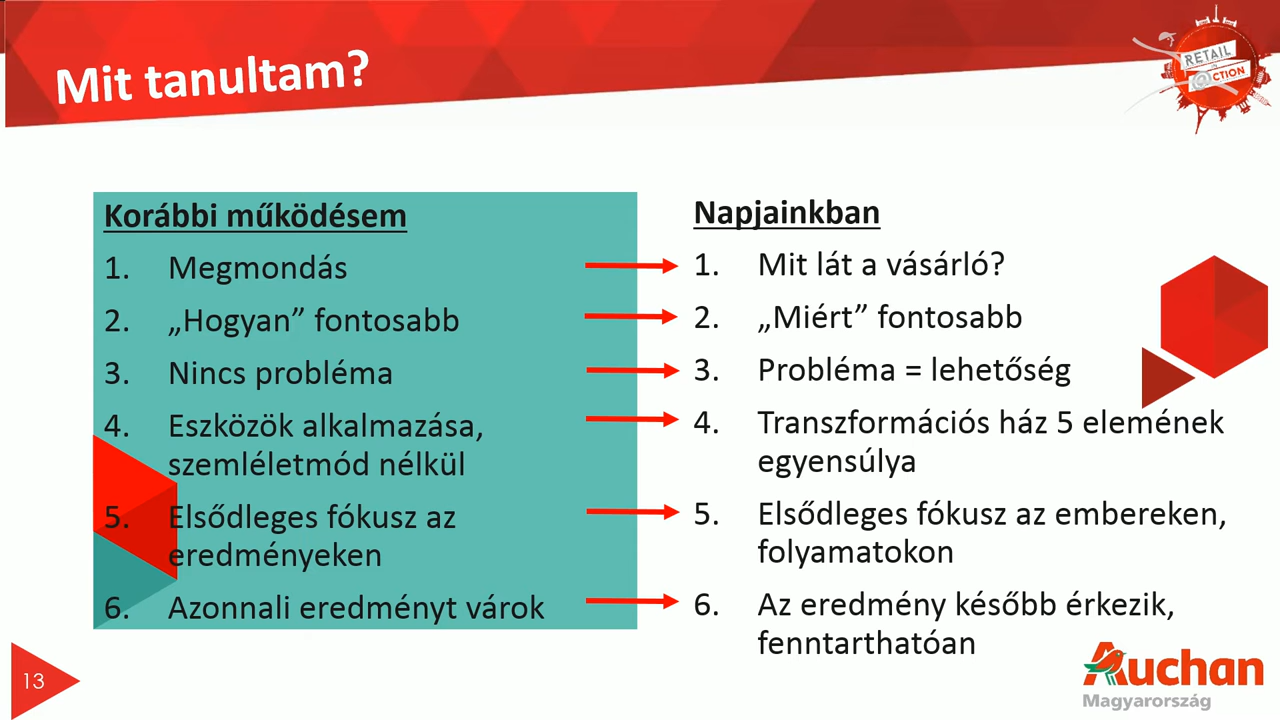 Mit tanultam?
RETAIL
@CTION
Korábbi működésem
1. Megmondás
2. „Hogyan” fontosabb
3. Nincs probléma
4. Eszközök alkalmazása,
szemléletmód nélkül
5. Elsődleges fókusz az
eredményeken
6. Azonnali eredményt várok
Napjainkban
1. Mit lát a vásárló?
2. „Miért” fontosabb
3. Probléma = lehetőség
4. Transzformációs ház 5 elemének
egyensúlya
5. Elsődleges fókusz az embereken,
folyamatokon
6. Az eredmény később érkezik,
fenntarthatóan
13
Auchan
Magyarország